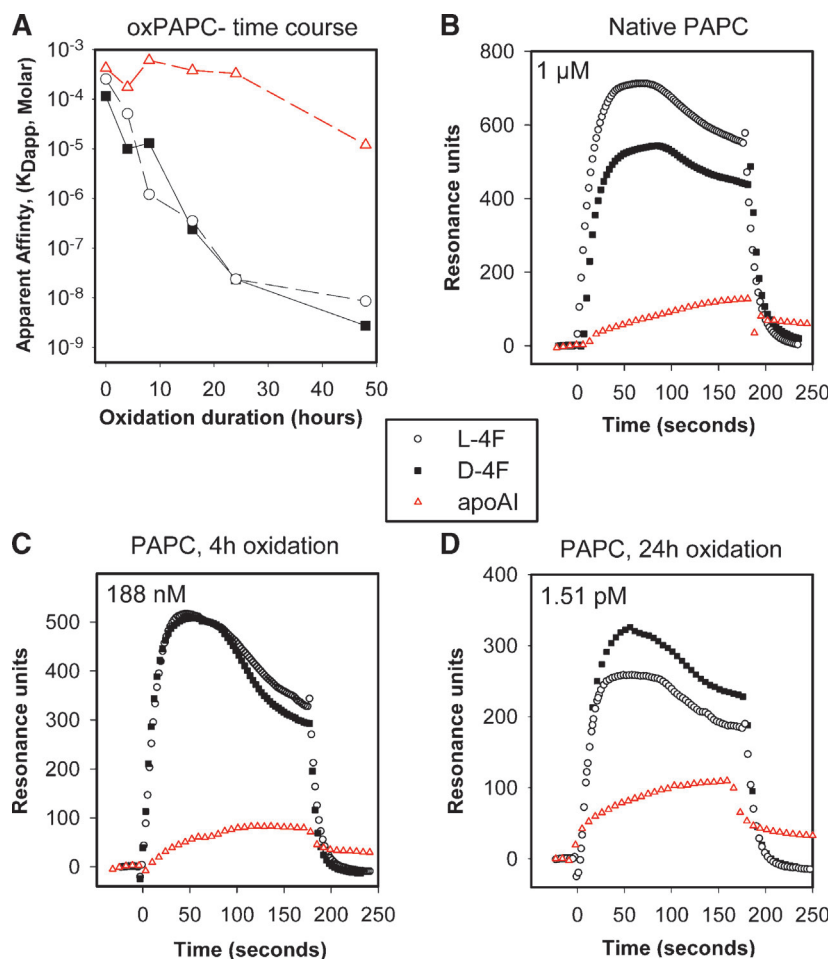 A
oxPAPC- time course
10-3
10-4
10-5
10-6
10-7
10-8
10-9
Apparent Affinty, (KDapp, Molar)
0 10 20 30 40 50
Oxidation duration (hours)
B
Native PAPC
1 µM
800
600
400
200
0
Resonance units
0 50 100 150 200 250
Time (seconds)
L-4F
D-4F
apoAI
C
PAPC, 4h oxidation
188 nM
500
400
300
200
100
0
Resonance units
0 50 100 150 200 250
Time (seconds)
D
PAPC, 24h oxidation
1.51 pM
400
300
200
100
0
Resonance units
0 50 100 150 200 250
Time (seconds)